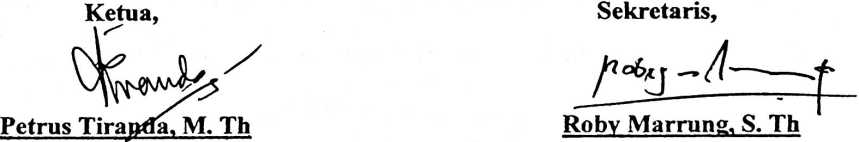 Ketua,
Sekretaris,
Petrus Tiranda, M. Th
Roby Marrung, S. Th